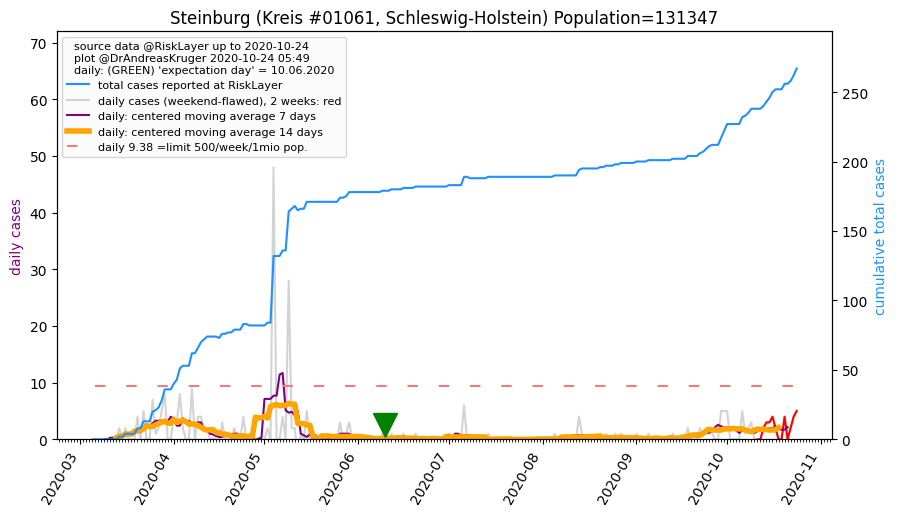 Steinburg (Kreis #01061, Schleswig-Holstein) Population=131347
source data @RiskLayer up to 2020-10-24
plot @DrAndreasKruger 2020-10-24 05:49
daily: (GREEN) 'expectation day' = 10.06.2020
total cases reported at RiskLayer
daily cases (weekend-flawed), 2 weeks: red
daily: centered moving average 7 days
daily: centered moving average 14 days
daily 9.38 =limit 500/week/1mio pop.
daily cases
70
60
50
40
30
20
10
0
cumulative total cases
250
200
150
100
50
0
2020-03
2020-04
2020-05
2020-06
2020-07
2020-08
2020-09
2020-10
2020-11